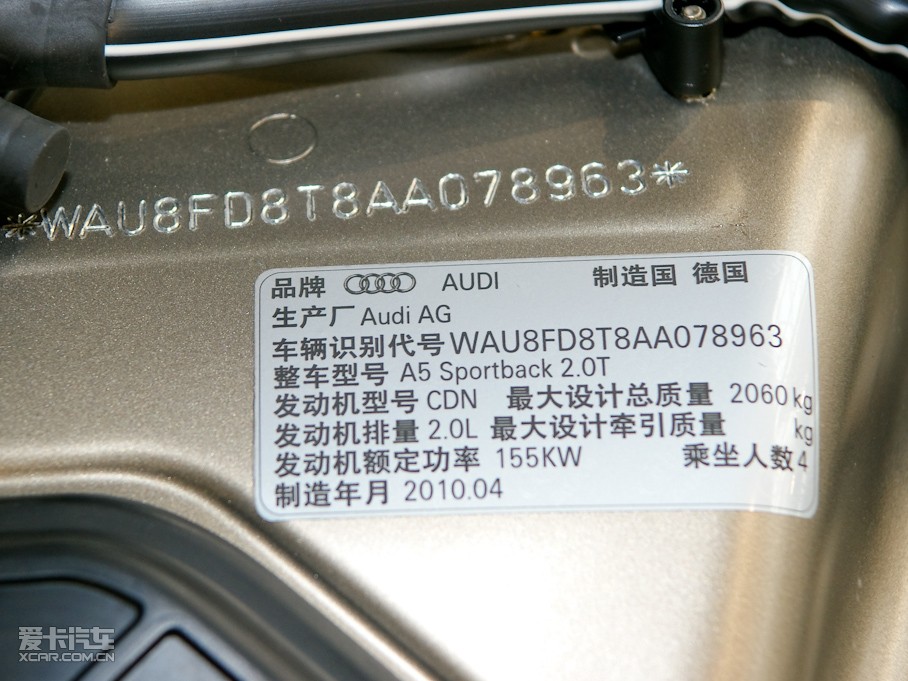 *WAU8FD8T8AA078963*
品牌 AUDI 制造国 德国
生产厂 Audi AG
车辆识别代号 WAU8FD8T8AA078963
整车型号 A5 Sportback 2.0T
发动机型号 CDN 最大设计总质量 2060 kg
发动机排量 2.0L 最大设计牵引质量 kg
发动机额定功率 155KW 乘坐人数 4
制造年月 2010.04
爱卡汽车
XCAR.COM.CN